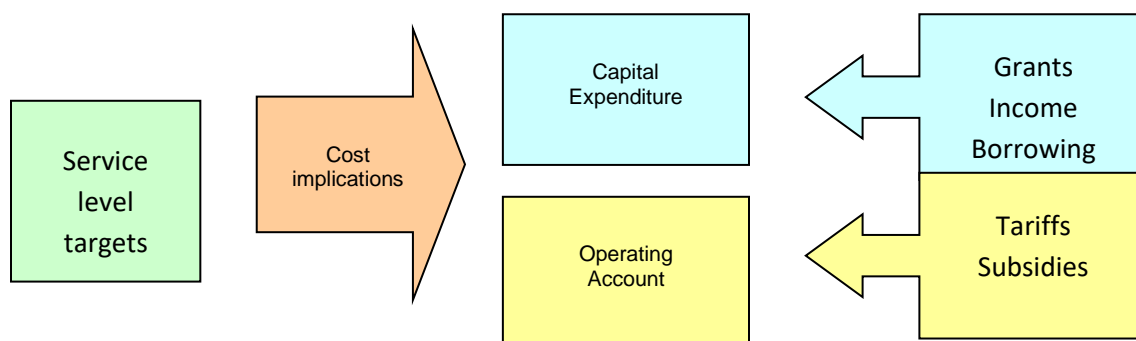 Service
level
targets
Cost
implications
Capital
Expenditure
Operating
Account
Grants
Income
Borrowing
Tariffs
Subsidies